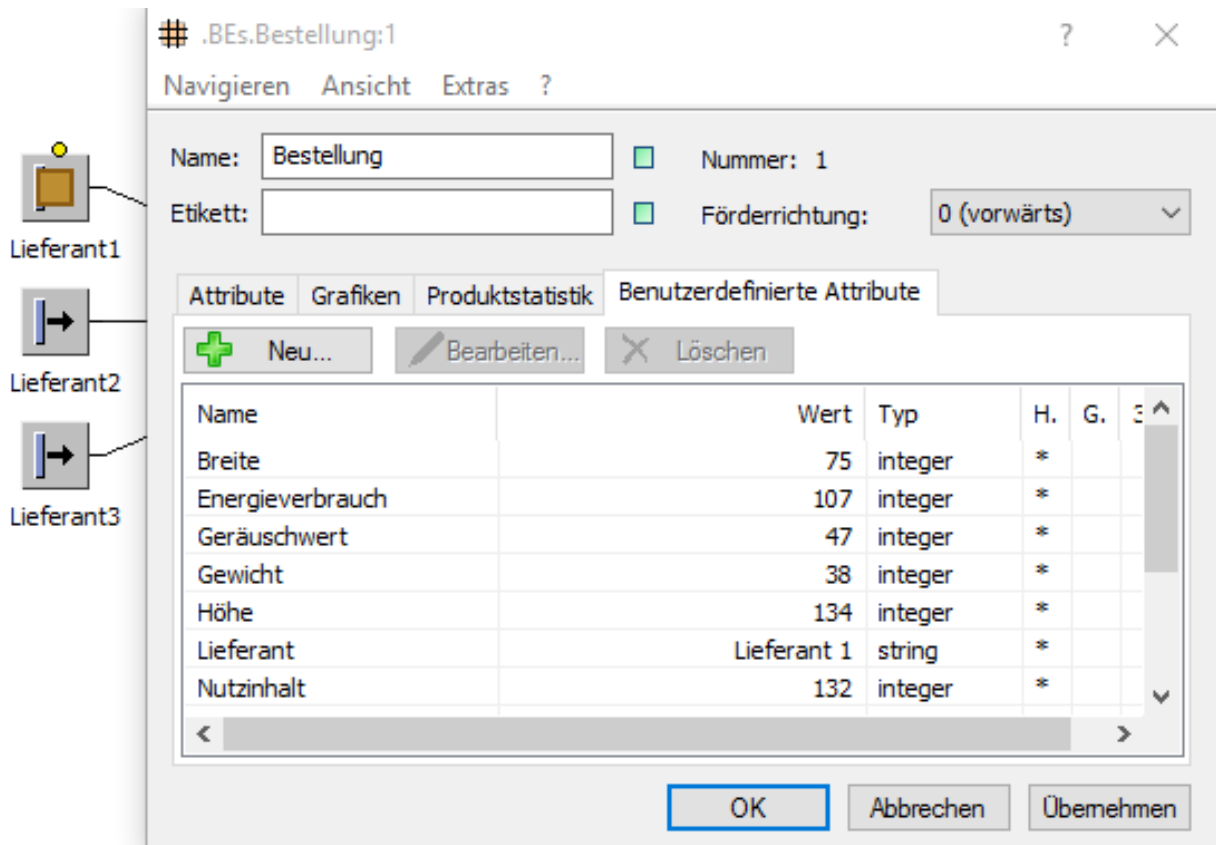 .BEs.Bestellung:1 ?
Navigieren Ansicht Extras ?
Name: Bestellung Nummer: 1
Etikett: Förderrichtung: 0 (vorwärts)
Lieferant1
Lieferant2
Lieferant3
Attribute Grafiken Produktstatistik Benutzerdefinierte Attribute
Neu... Bearbeiten... Löschen
Name Wert Typ H. G.
Breite 75 integer *
Energieverbrauch 107 integer *
Geräuschwert 47 integer *
Gewicht 38 integer *
Höhe 134 integer *
Lieferant Lieferant 1 string *
Nutzinhalt 132 integer *
OK Abbrechen Übernehmen